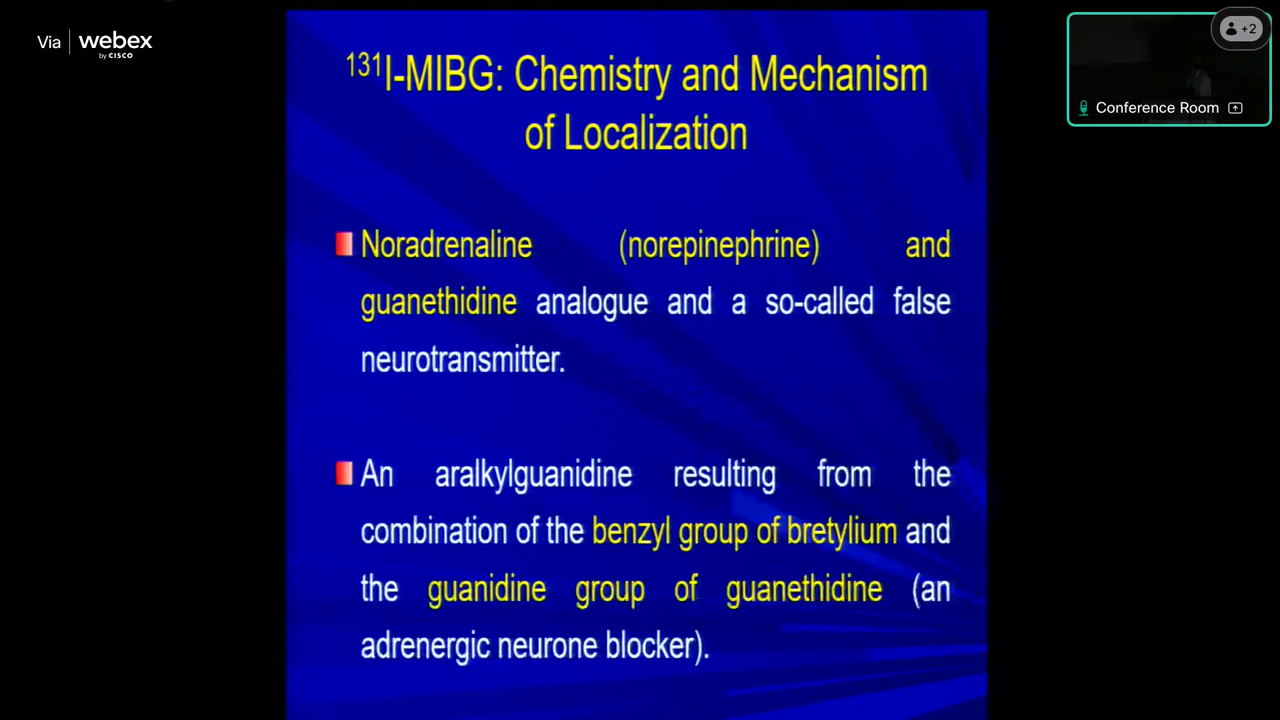 Via webex
by CISCO
+2
Conference Room
¹³¹I-MIBG: Chemistry and Mechanism
of Localization
Noradrenaline (norepinephrine) and
guanethidine analogue and a so-called false
neurotransmitter.
An aralkylguanidine resulting from the
combination of the benzyl group of bretylium and
the guanidine group of guanethidine (an
adrenergic neurone blocker).